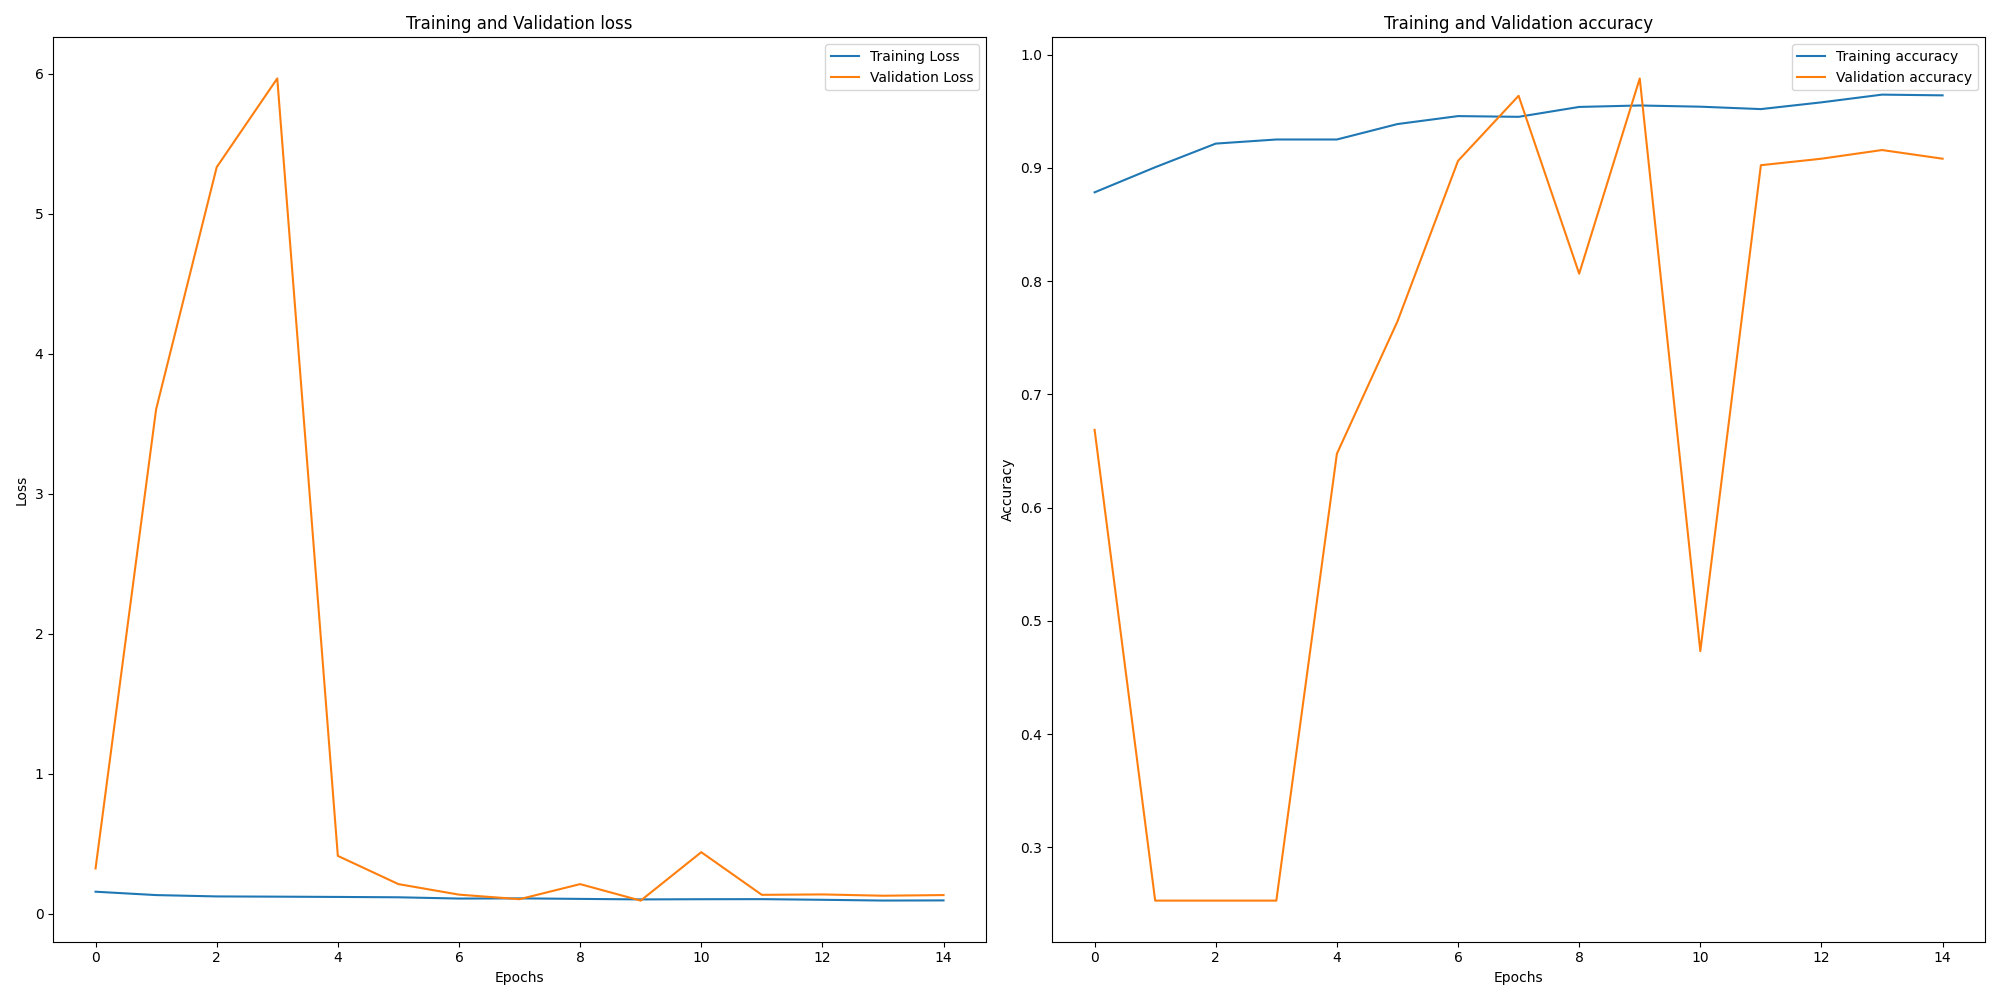 Training and Validation loss
Training Loss
Validation Loss
6
5
4
3
2
1
0
Loss
0 2 4 6 8 10 12 14
Epochs
Training and Validation accuracy
Training accuracy
Validation accuracy
1.0
0.9
0.8
0.7
0.6
0.5
0.4
0.3
Accuracy
0 2 4 6 8 10 12 14
Epochs